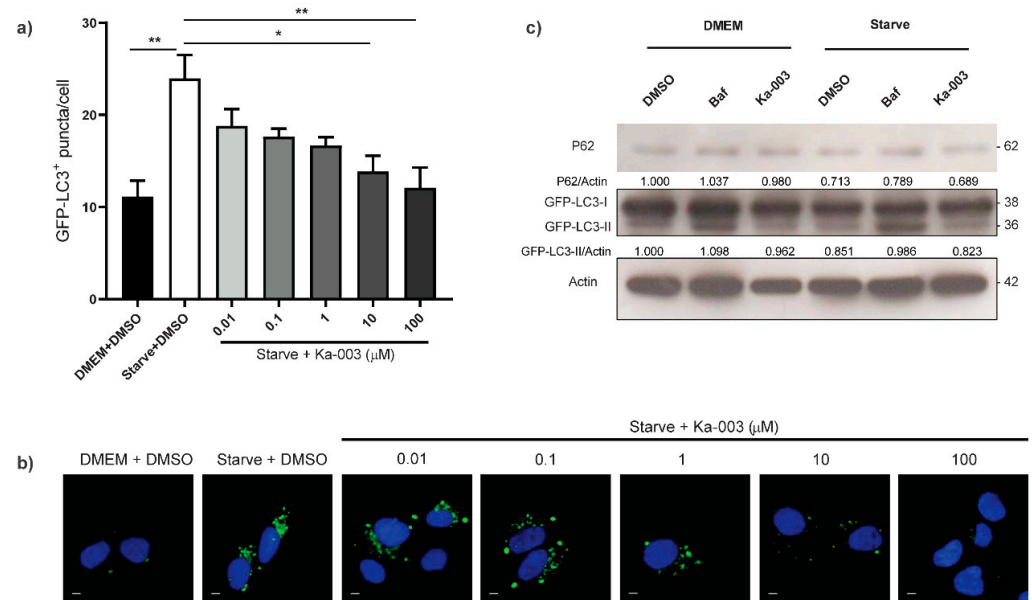 a)
GFP-LC3⁺ puncta/cell
30
20
10
0
**
*
**
DMEM+DMSO
Starve+DMSO
0.01
0.1
1
10
100
Starve + Ka-003 (μM)
c)
DMEM
Starve
DMSO
Baf
Ka-003
DMSO
Baf
Ka-003
P62
- 62
P62/Actin 1.000 1.037 0.980 0.713 0.789 0.689
GFP-LC3-I
- 38
GFP-LC3-II
- 36
GFP-LC3-II/Actin 1.000 1.098 0.962 0.851 0.986 0.823
Actin
- 42
b)
Starve + Ka-003 (μM)
DMEM + DMSO Starve + DMSO 0.01 0.1 1 10 100